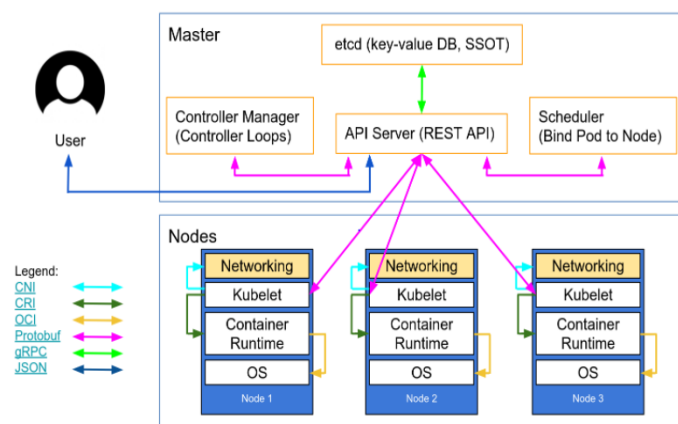 Master
etcd (key-value DB, SSOT)
Controller Manager
(Controller Loops)
API Server (REST API)
Scheduler
(Bind Pod to Node)
User
Nodes
Legend:
CNI
CRI
OCI
Protobuf
gRPC
JSON
Networking
Kubelet
Container
Runtime
OS
Node 1
Networking
Kubelet
Container
Runtime
OS
Node 2
Networking
Kubelet
Container
Runtime
OS
Node 3